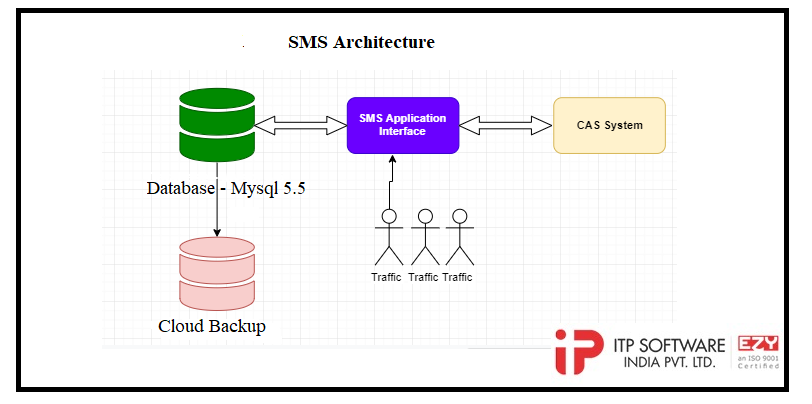 SMS Architecture
SMS Application
Interface
CAS System
Database - Mysql 5.5
Traffic Traffic Traffic
Cloud Backup
iP
ITP SOFTWARE
INDIA PVT. LTD.
EZY
an ISO 9001
Certified